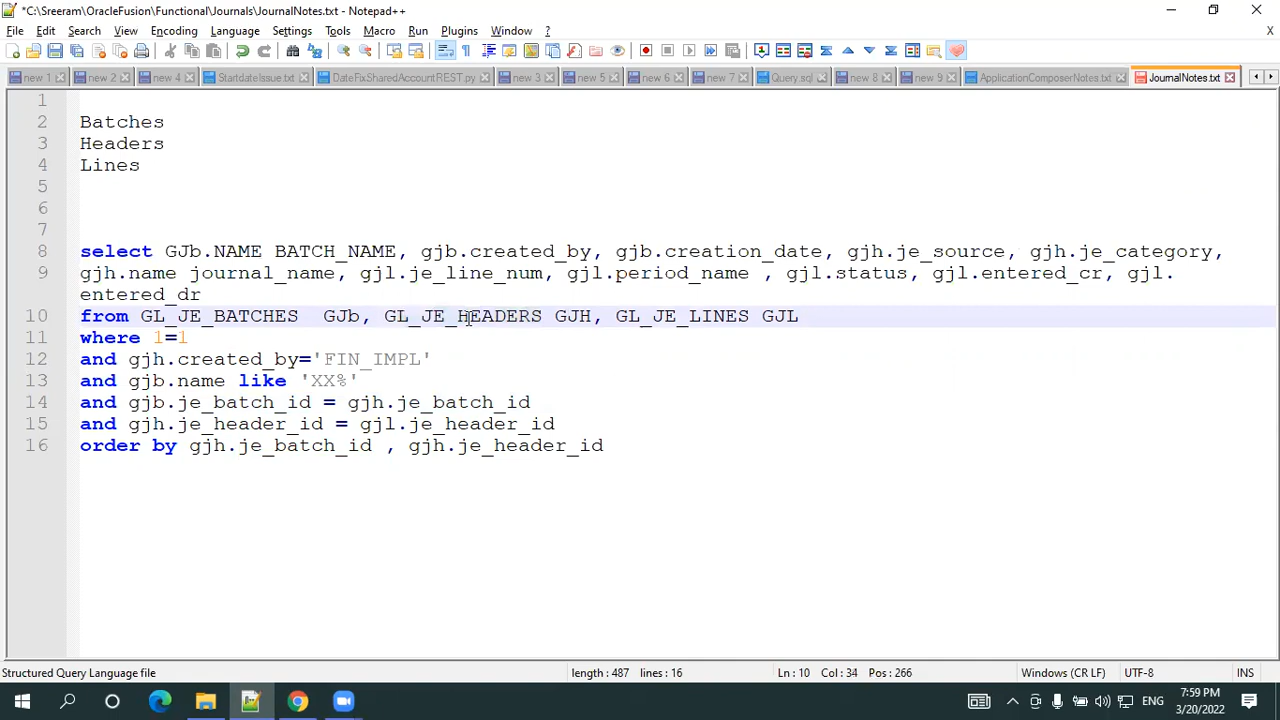 *C:\Sreeram\OracleFusion\Functional\Journals\JournalNotes.txt - Notepad++
File Edit Search View Encoding Language Settings Tools Macro Run Plugins Window ? X
new 1 new 2 new 4 Startdate issue.txt DateFixSharedAccountREST.py new 3 new 5 new 6 new 7 Query.sql new 8 new 9 ApplicationComposerNotes.txt JournalNotes.txt
1
2 Batches
3 Headers
4 Lines
5
6
7
8 select GJb.NAME BATCH_NAME, gjb.created_by, gjb.creation_date, gjh.je_source, gjh.je_category,
9 gjh.name journal_name, gjl.je_line_num, gjl.period_name , gjl.status, gjl.entered_cr, gjl.
entered_dr
10 from GL_JE_BATCHES  GJb, GL_JE_HEADERS GJH, GL_JE_LINES GJL
11 where 1=1
12 and gjh.created_by='FIN_IMPL'
13 and gjb.name like 'XX%'
14 and gjb.je_batch_id = gjh.je_batch_id
15 and gjh.je_header_id = gjl.je_header_id
16 order by gjh.je_batch_id , gjh.je_header_id
Structured Query Language file length : 487 lines : 16 Ln : 10 Col : 34 Pos : 266 Windows (CR LF) UTF-8 INS
ENG
7:59 PM
3/20/2022